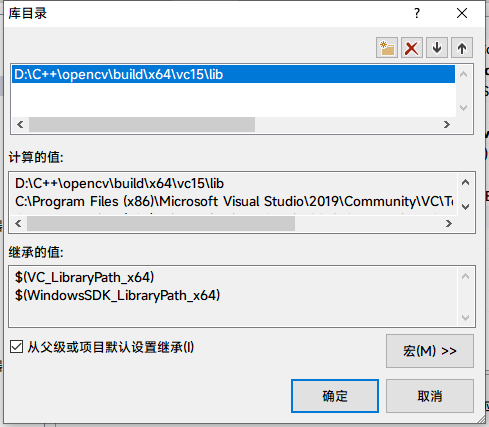 库目录
?
D:\C++\opencv\build\x64\vc15\lib
计算的值:
D:\C++\opencv\build\x64\vc15\lib
C:\Program Files (x86)\Microsoft Visual Studio\2019\Community\VC\To
继承的值:
$(VC_LibraryPath_x64)
$(WindowsSDK_LibraryPath_x64)
从父级或项目默认设置继承(I)
宏(M) >>
确定
取消